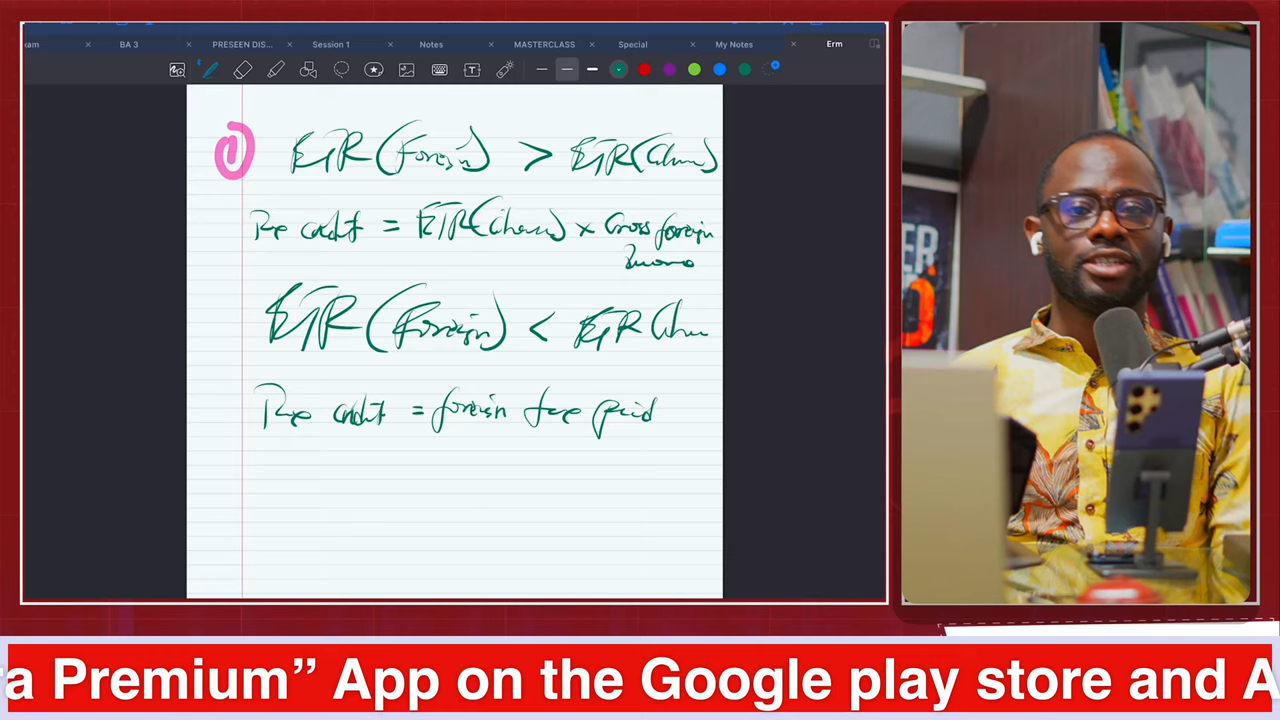 xam BA 3 PRESEEN DIS... Session 1 Notes MASTERCLASS Special My Notes Erm
①
ETR (Foreign) > ETR (Ghana)
Tax credit = ETR (Ghana) x Gross foreign
Income
ETR (Foreign) < ETR (Ghana
Tax credit = foreign tax paid
a Premium” App on the Google play store and A